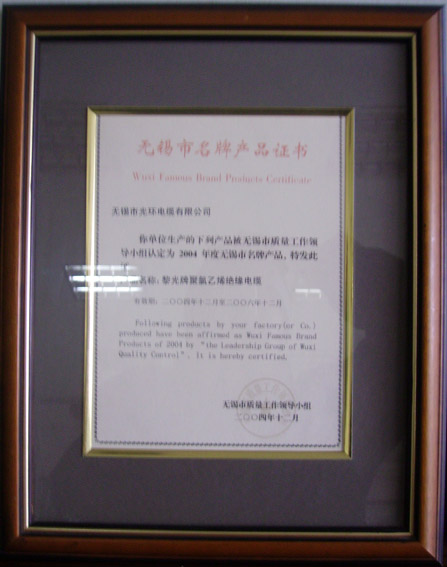 无锡市名牌产品证书
Wuxi Famous Brand Products Certificate
无锡市光环电缆有限公司
你单位生产的下列产品被无锡市质量工作领
导小组认定为 2004 年度无锡市名牌产品，特发此
名称：黎光牌聚氯乙烯绝缘电缆
有效期：二〇〇四年十二月至二〇〇六年十二月
Following products by your factory(or Co.)
produced have been affirmed as Wuxi Famous Brand
Products of 2004 by “the Leadership Group of Wuxi
Quality Control”. It is hereby certified.
无锡市质量工作领导小组
二〇〇四年十二月